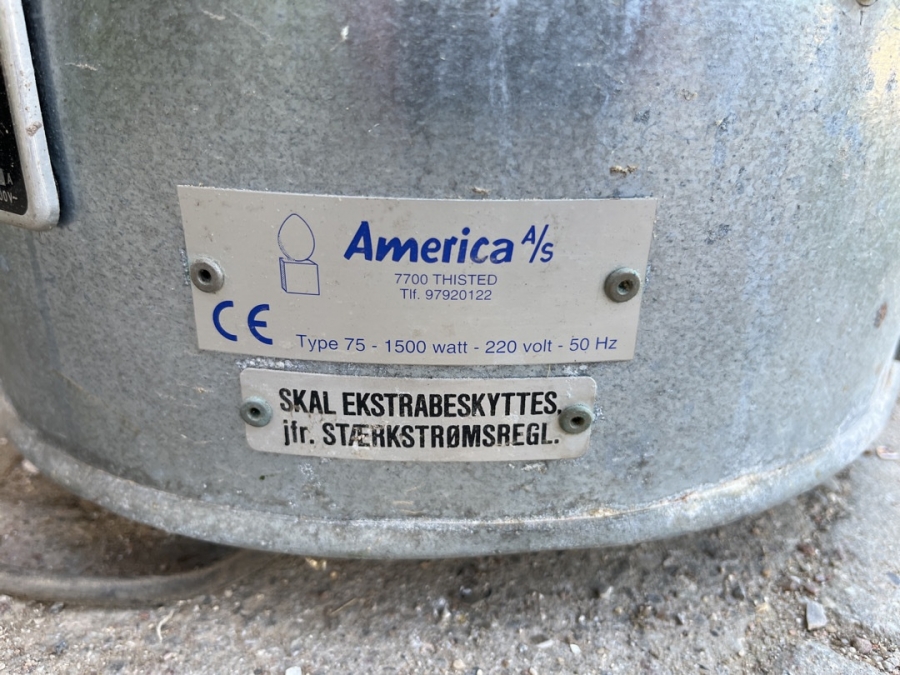 America A/S
7700 THISTED
Tlf. 97920122
CE
Type 75 - 1500 watt - 220 volt - 50 Hz
SKAL EKSTRABESKYTTES.
jfr. STÆRKSTRØMSREGL.